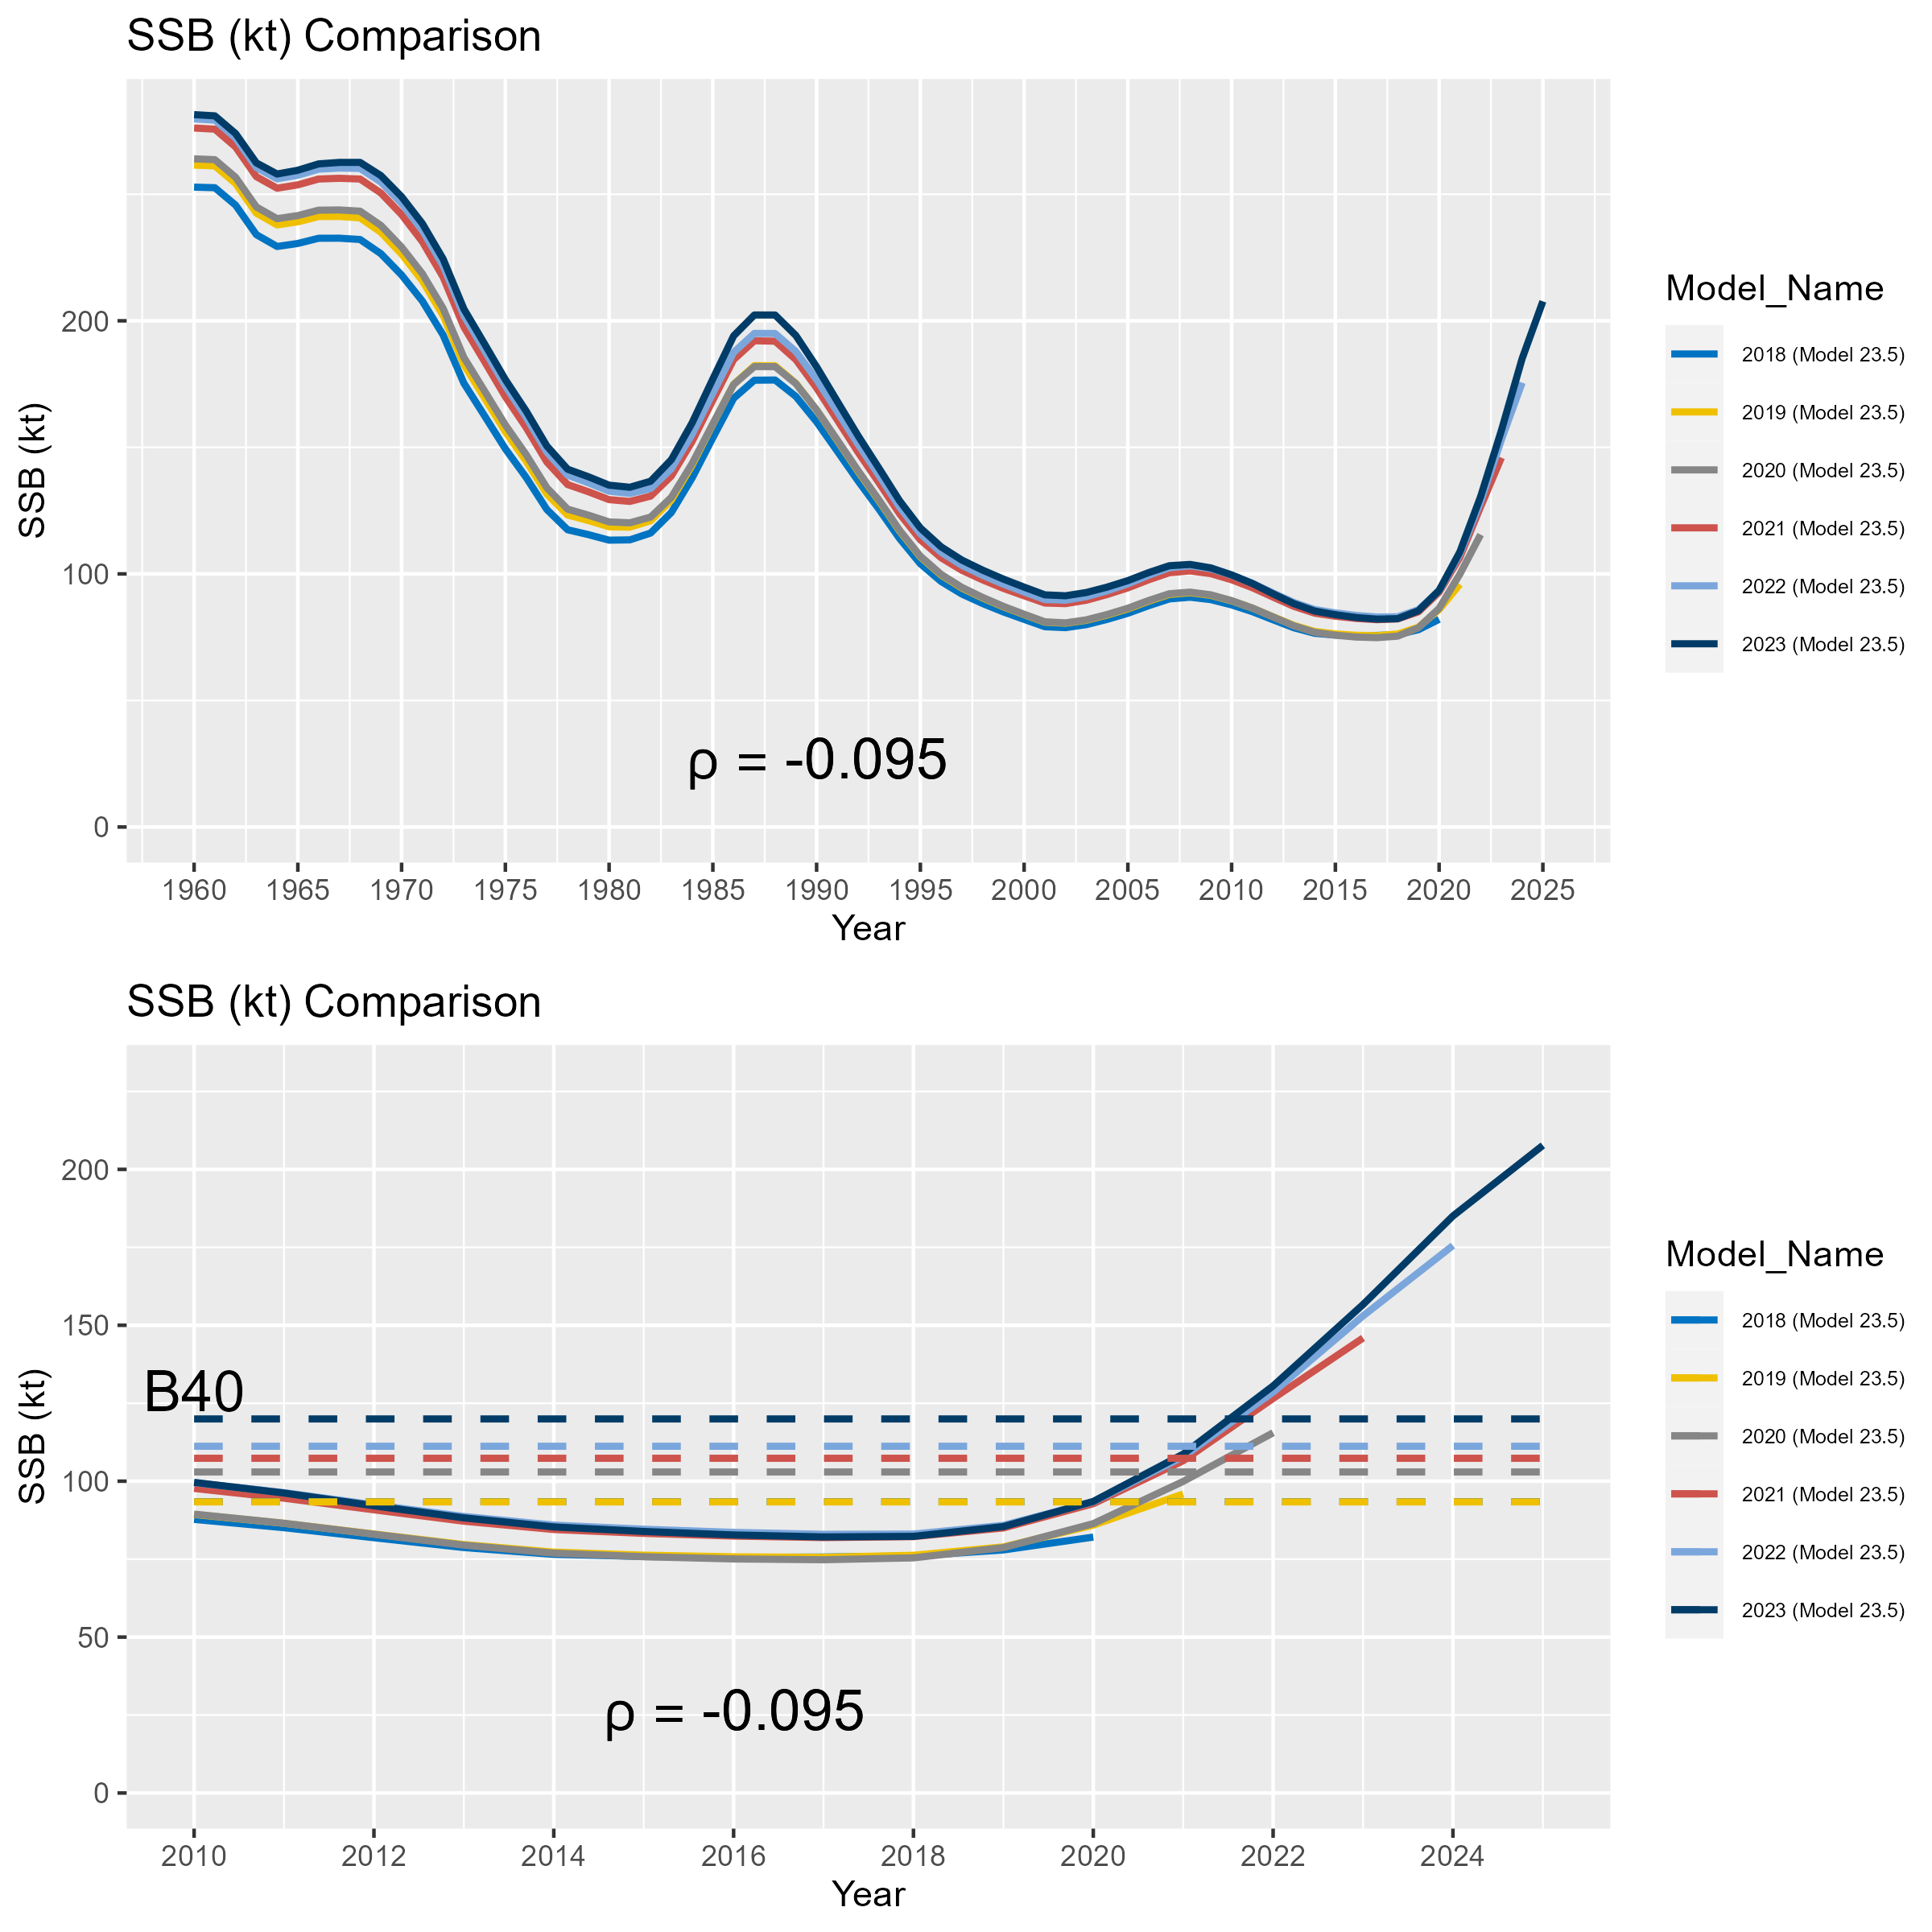 SSB (kt) Comparison
SSB (kt)
200
100
0
ρ = -0.095
1960 1965 1970 1975 1980 1985 1990 1995 2000 2005 2010 2015 2020 2025
Year
Model_Name
2018 (Model 23.5)
2019 (Model 23.5)
2020 (Model 23.5)
2021 (Model 23.5)
2022 (Model 23.5)
2023 (Model 23.5)
SSB (kt) Comparison
SSB (kt)
200
150
100
50
0
B40
ρ = -0.095
2010 2012 2014 2016 2018 2020 2022 2024
Year
Model_Name
2018 (Model 23.5)
2019 (Model 23.5)
2020 (Model 23.5)
2021 (Model 23.5)
2022 (Model 23.5)
2023 (Model 23.5)